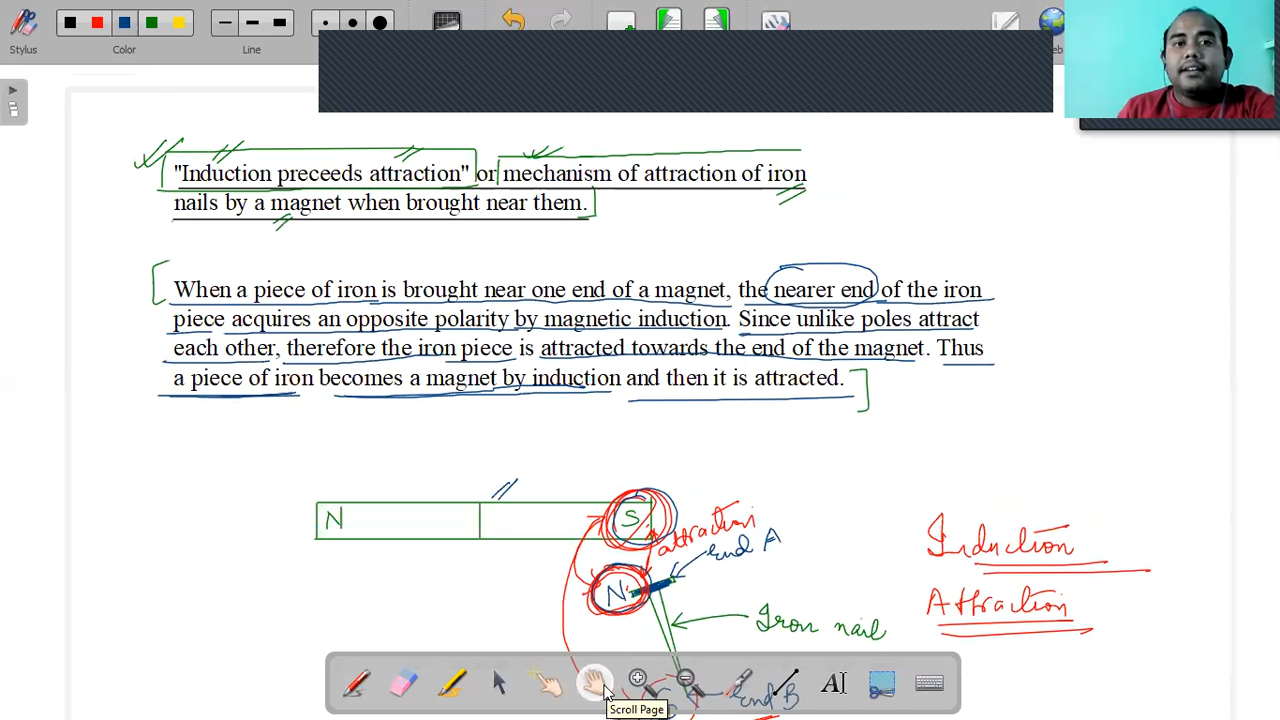 Stylus
Color
Line
eb
"Induction preceeds attraction" or mechanism of attraction of iron
nails by a magnet when brought near them.
When a piece of iron is brought near one end of a magnet, the nearer end of the iron
piece acquires an opposite polarity by magnetic induction. Since unlike poles attract
each other, therefore the iron piece is attracted towards the end of the magnet. Thus
a piece of iron becomes a magnet by induction and then it is attracted.
N
S
attraction
end A
N
Iron nail
Induction
Attraction
end B
AI
Scroll Page